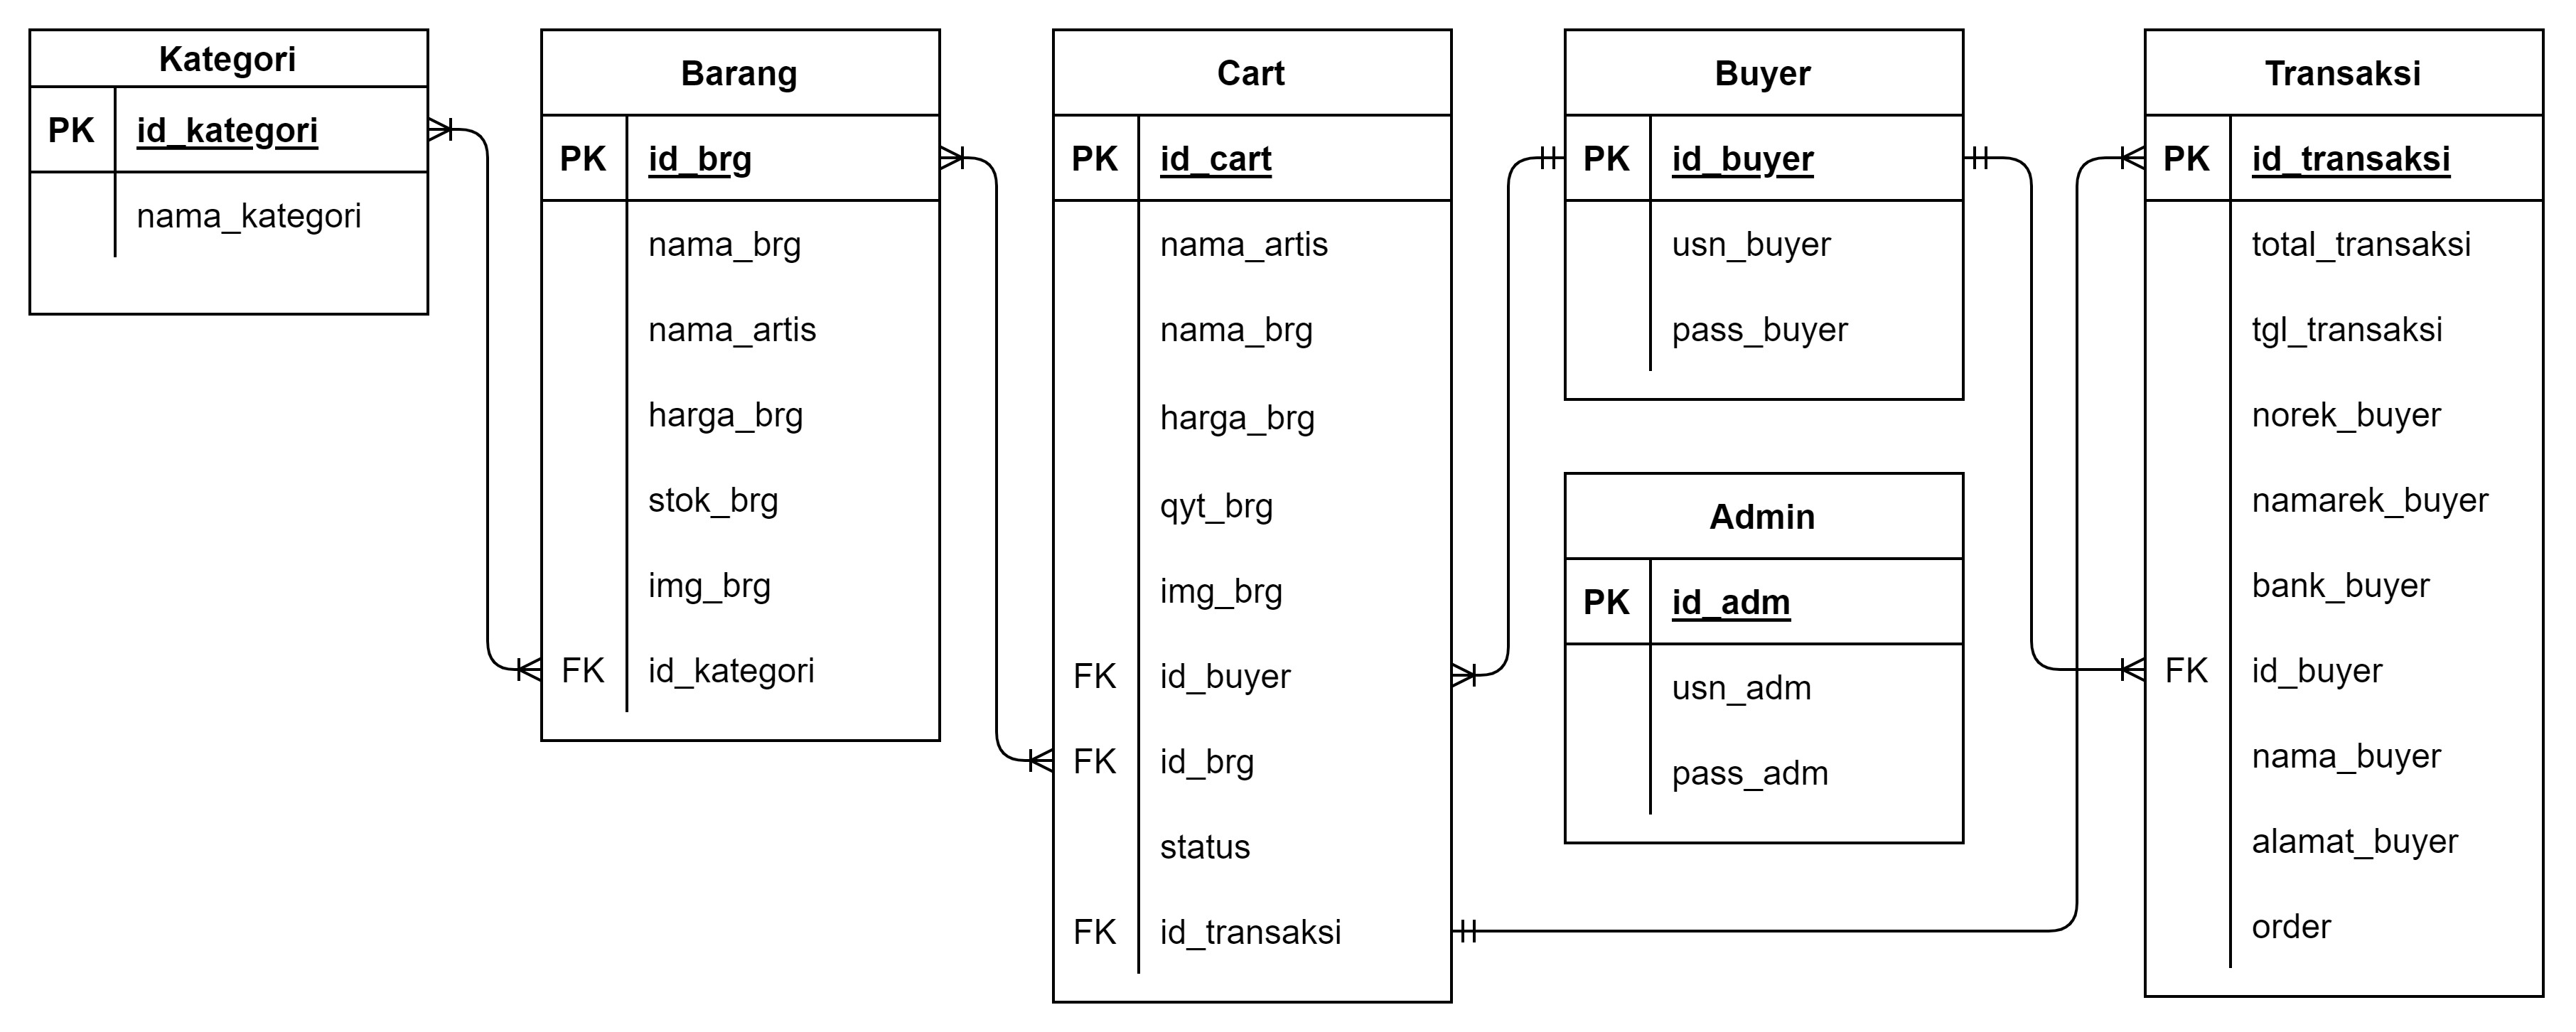 Kategori
PK id_kategori
nama_kategori
Barang
PK id_brg
nama_brg
nama_artis
harga_brg
stok_brg
img_brg
FK id_kategori
Cart
PK id_cart
nama_artis
nama_brg
harga_brg
qyt_brg
img_brg
FK id_buyer
FK id_brg
status
FK id_transaksi
Buyer
PK id_buyer
usn_buyer
pass_buyer
Admin
PK id_adm
usn_adm
pass_adm
Transaksi
PK id_transaksi
total_transaksi
tgl_transaksi
norek_buyer
namarek_buyer
bank_buyer
FK id_buyer
nama_buyer
alamat_buyer
order